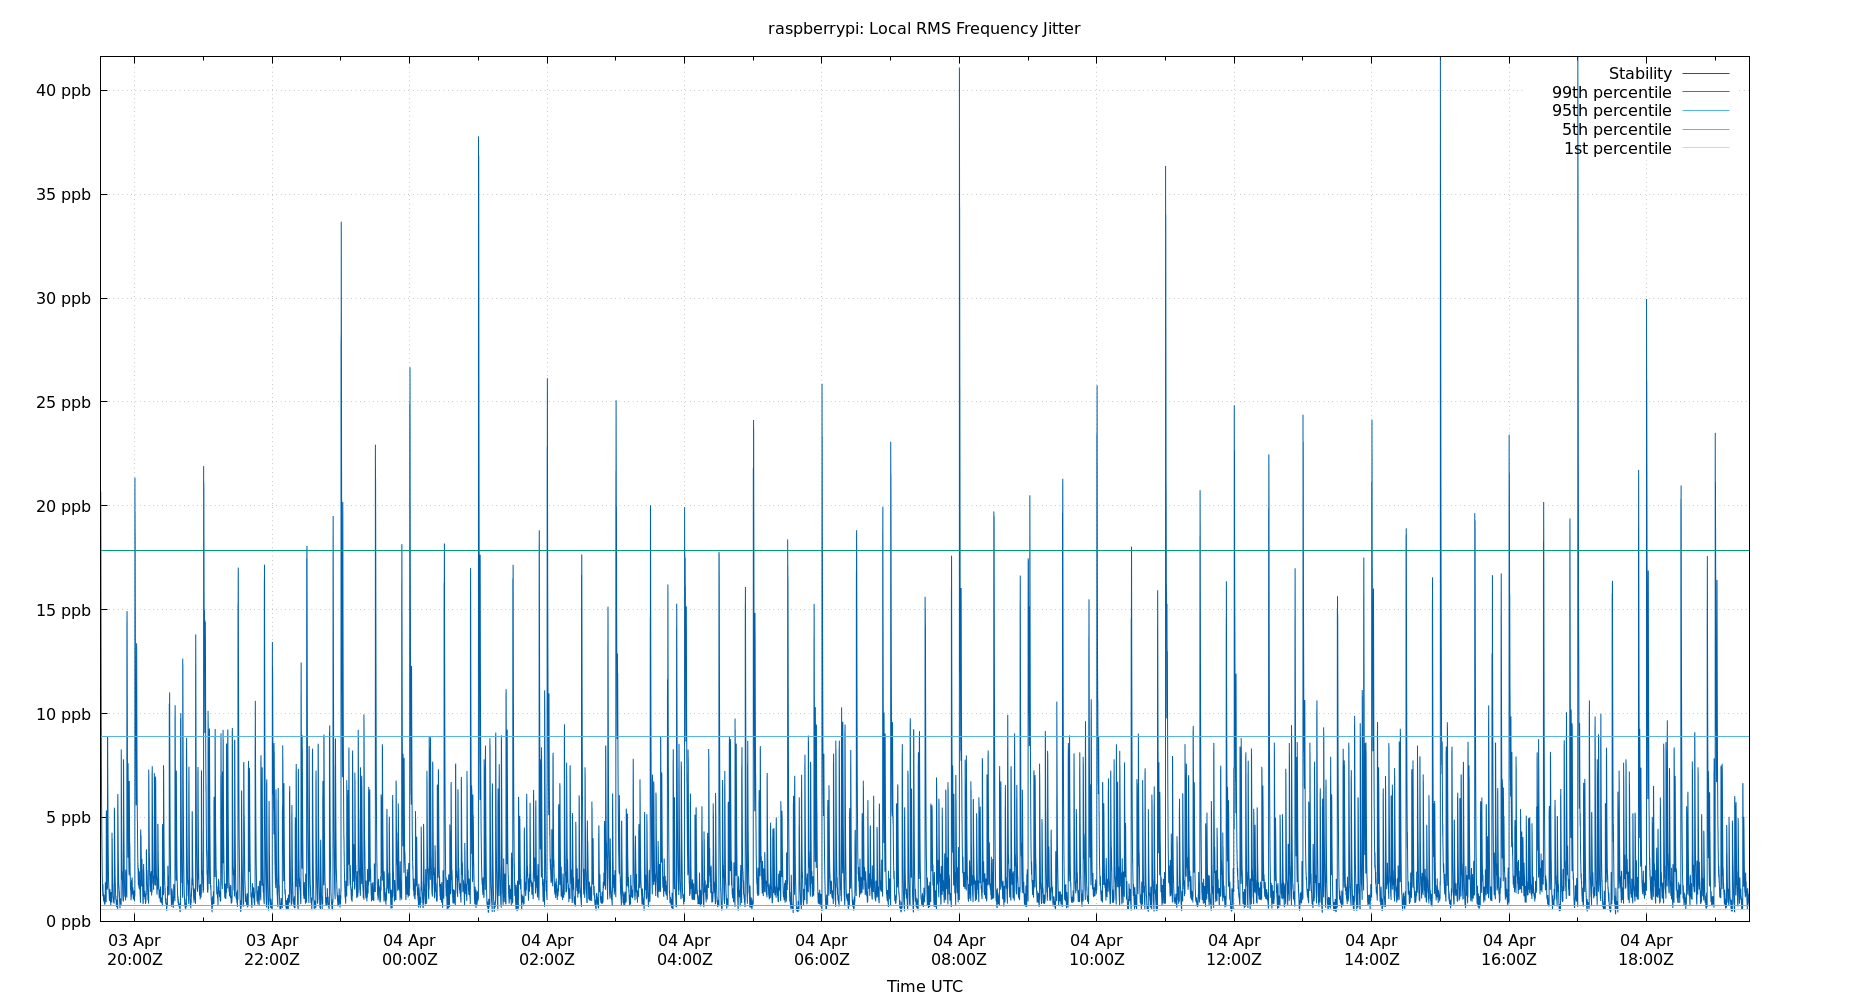 raspberrypi: Local RMS Frequency Jitter
Stability
99th percentile
95th percentile
5th percentile
1st percentile
40 ppb
35 ppb
30 ppb
25 ppb
20 ppb
15 ppb
10 ppb
5 ppb
0 ppb
03 Apr 03 Apr 04 Apr 04 Apr 04 Apr 04 Apr 04 Apr 04 Apr 04 Apr 04 Apr 04 Apr 04 Apr
20:00Z 22:00Z 00:00Z 02:00Z 04:00Z 06:00Z 08:00Z 10:00Z 12:00Z 14:00Z 16:00Z 18:00Z
Time UTC